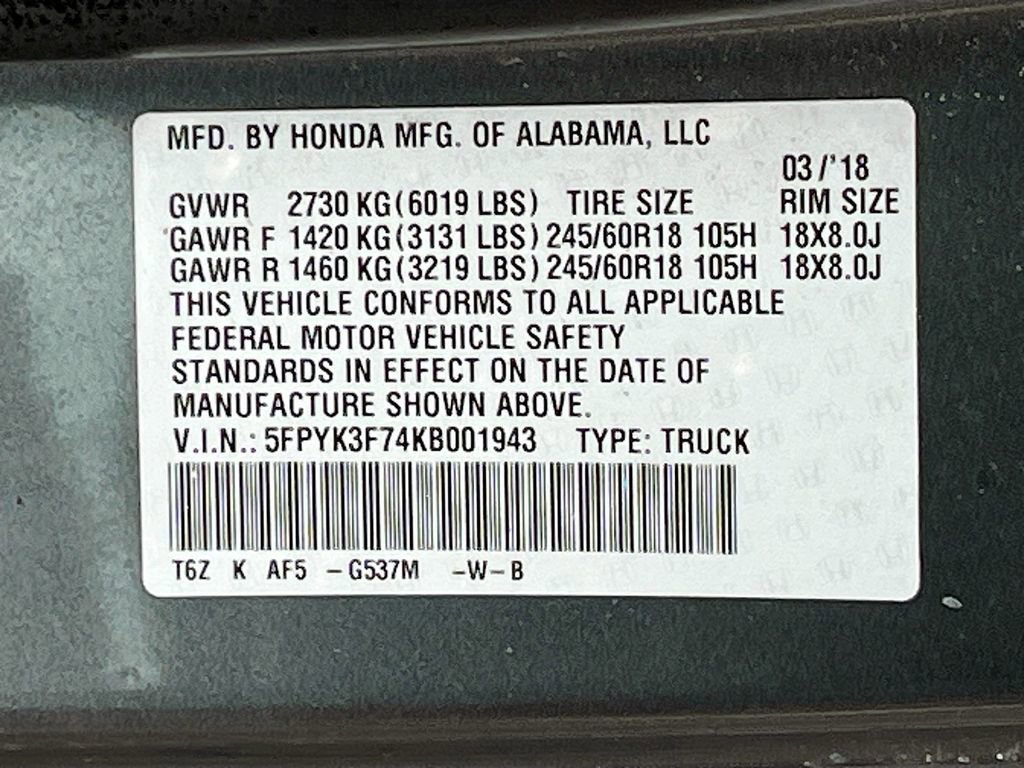 MFD. BY HONDA MFG. OF ALABAMA, LLC
03/'18
GVWR 2730 KG(6019 LBS) TIRE SIZE RIM SIZE
GAWR F 1420 KG(3131 LBS) 245/60R18 105H 18X8.0J
GAWR R 1460 KG(3219 LBS) 245/60R18 105H 18X8.0J
THIS VEHICLE CONFORMS TO ALL APPLICABLE
FEDERAL MOTOR VEHICLE SAFETY
STANDARDS IN EFFECT ON THE DATE OF
MANUFACTURE SHOWN ABOVE.
V.I.N.: 5FPYK3F74KB001943 TYPE: TRUCK
T6Z K AF5 -G537M -W-B